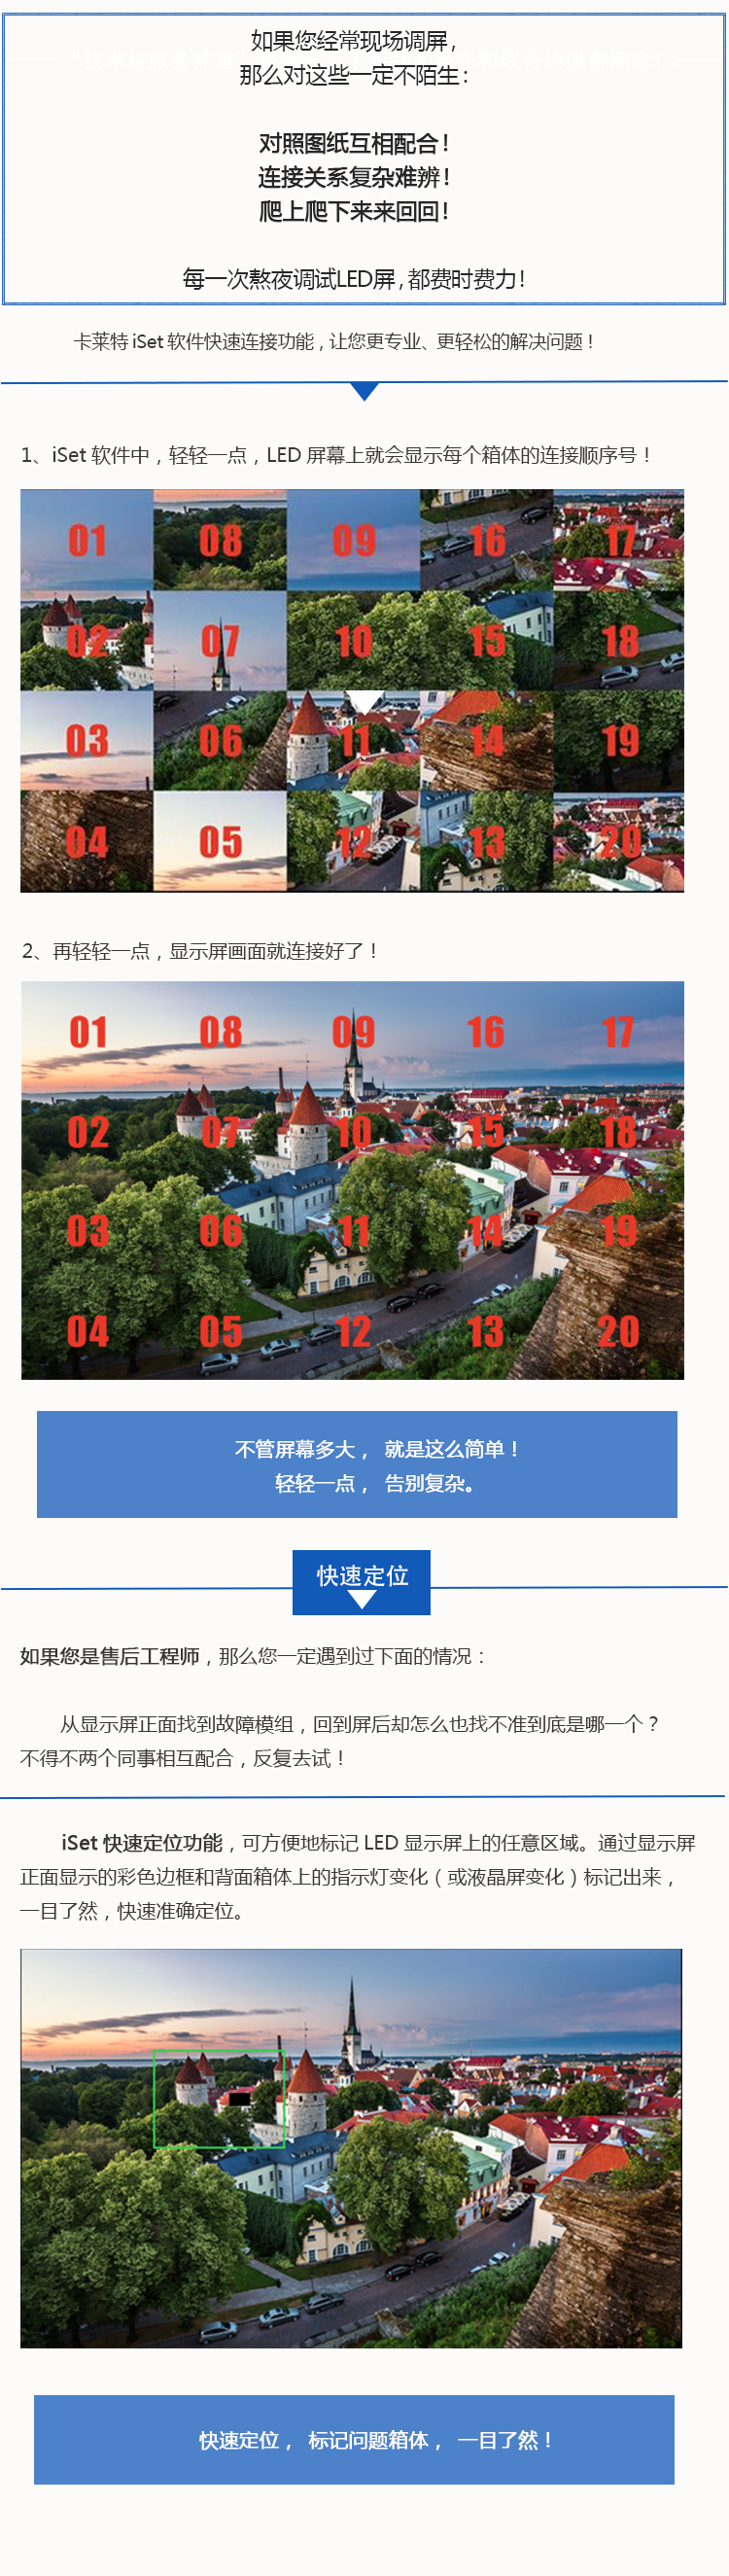 如果您经常现场调屏，
那么对这些一定不陌生：
对照图纸互相配合！
连接关系复杂难辨！
爬上爬下来来回回！
每一次熬夜调试LED屏，都费时费力！
卡莱特 iSet 软件快速连接功能，让您更专业、更轻松的解决问题！
1、iSet 软件中，轻轻一点，LED 屏幕上就会显示每个箱体的连接顺序号！
01 08 09 16 17
02 07 10 15 18
03 06 11 14 19
04 05 12 13 20
2、再轻轻一点，显示屏画面就连接好了！
01 08 09 16 17
02 07 10 15 18
03 06 11 14 19
04 05 12 13 20
不管屏幕多大， 就是这么简单！
轻轻一点， 告别复杂。
快速定位
如果您是售后工程师，那么您一定遇到过下面的情况：
从显示屏正面找到故障模组，回到屏后却怎么也找不准到底是哪一个？
不得不两个同事相互配合，反复去试！
iSet 快速定位功能，可方便地标记 LED 显示屏上的任意区域。通过显示屏
正面显示的彩色边框和背面箱体上的指示灯变化（或液晶屏变化）标记出来，
一目了然，快速准确定位。
快速定位， 标记问题箱体， 一目了然！